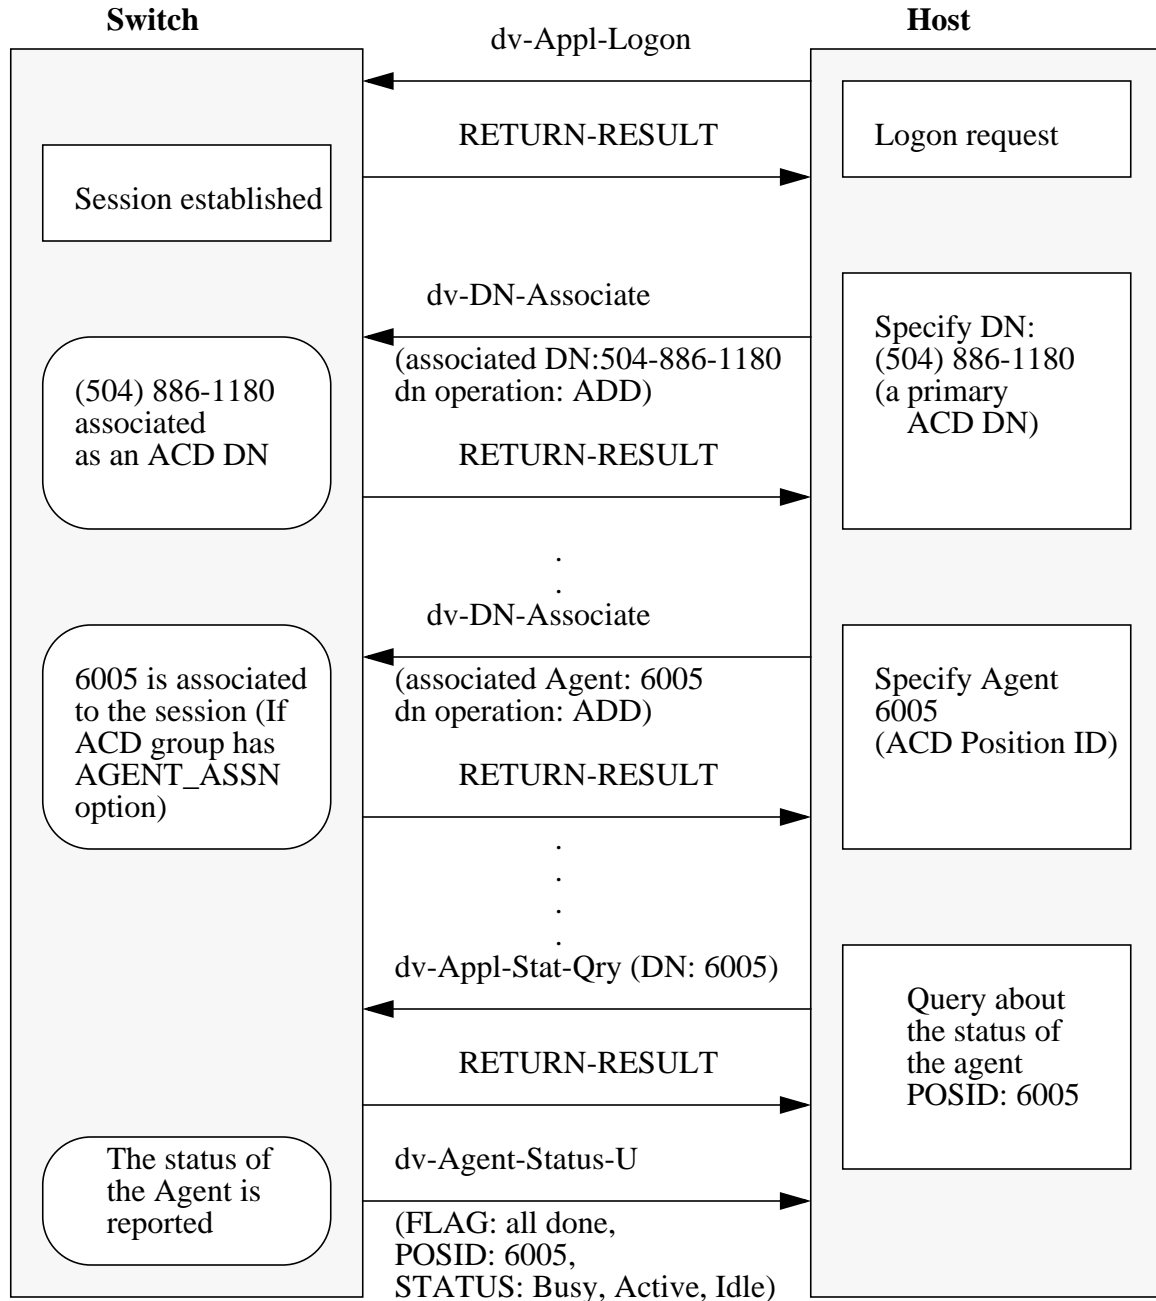 Switch
Host
dv-Appl-Logon
RETURN-RESULT
Logon request
Session established
dv-DN-Associate
(associated DN:504-886-1180
dn operation: ADD)
Specify DN:
(504) 886-1180
(a primary
ACD DN)
(504) 886-1180
associated
as an ACD DN
RETURN-RESULT
.
.
dv-DN-Associate
(associated Agent: 6005
dn operation: ADD)
Specify Agent
6005
(ACD Position ID)
6005 is associated
to the session (If
ACD group has
AGENT_ASSN
option)
RETURN-RESULT
.
.
.
.
dv-Appl-Stat-Qry (DN: 6005)
Query about
the status of
the agent
POSID: 6005
RETURN-RESULT
The status of
the Agent is
reported
dv-Agent-Status-U
(FLAG: all done,
POSID: 6005,
STATUS: Busy, Active, Idle)